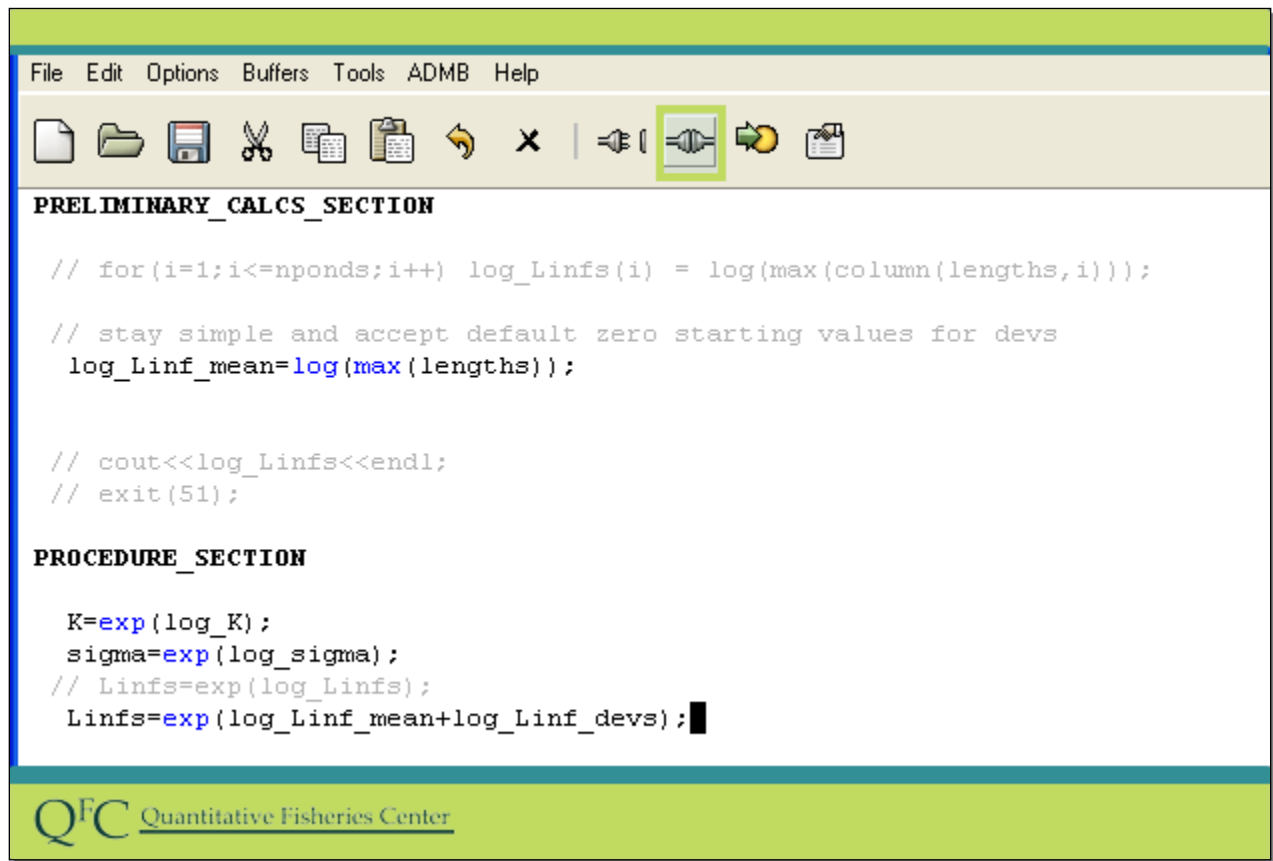 File Edit Options Buffers Tools ADMB Help
PRELIMINARY_CALCS_SECTION
// for(i=1;i<=nponds;i++) log_Linfs(i) = log(max(column(lengths,i)));
// stay simple and accept default zero starting values for devs
log_Linf_mean=log(max(lengths));
// cout<<log_Linfs<<endl;
// exit(51);
PROCEDURE_SECTION
K=exp(log_K);
sigma=exp(log_sigma);
// Linfs=exp(log_Linfs);
Linfs=exp(log_Linf_mean+log_Linf_devs);
QFC Quantitative Fisheries Center